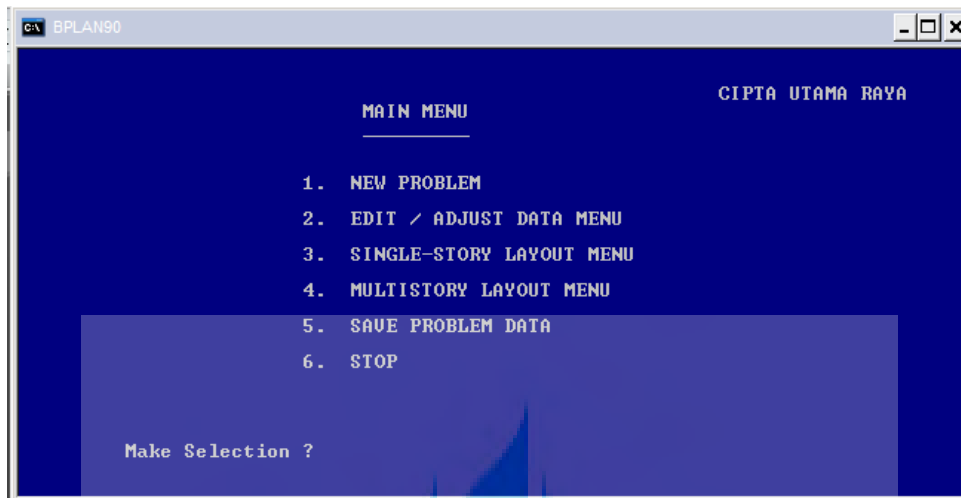 BPLAN90
CIPTA UTAMA RAYA
MAIN MENU
1. NEW PROBLEM
2. EDIT / ADJUST DATA MENU
3. SINGLE-STORY LAYOUT MENU
4. MULTISTORY LAYOUT MENU
5. SAVE PROBLEM DATA
6. STOP
Make Selection ?